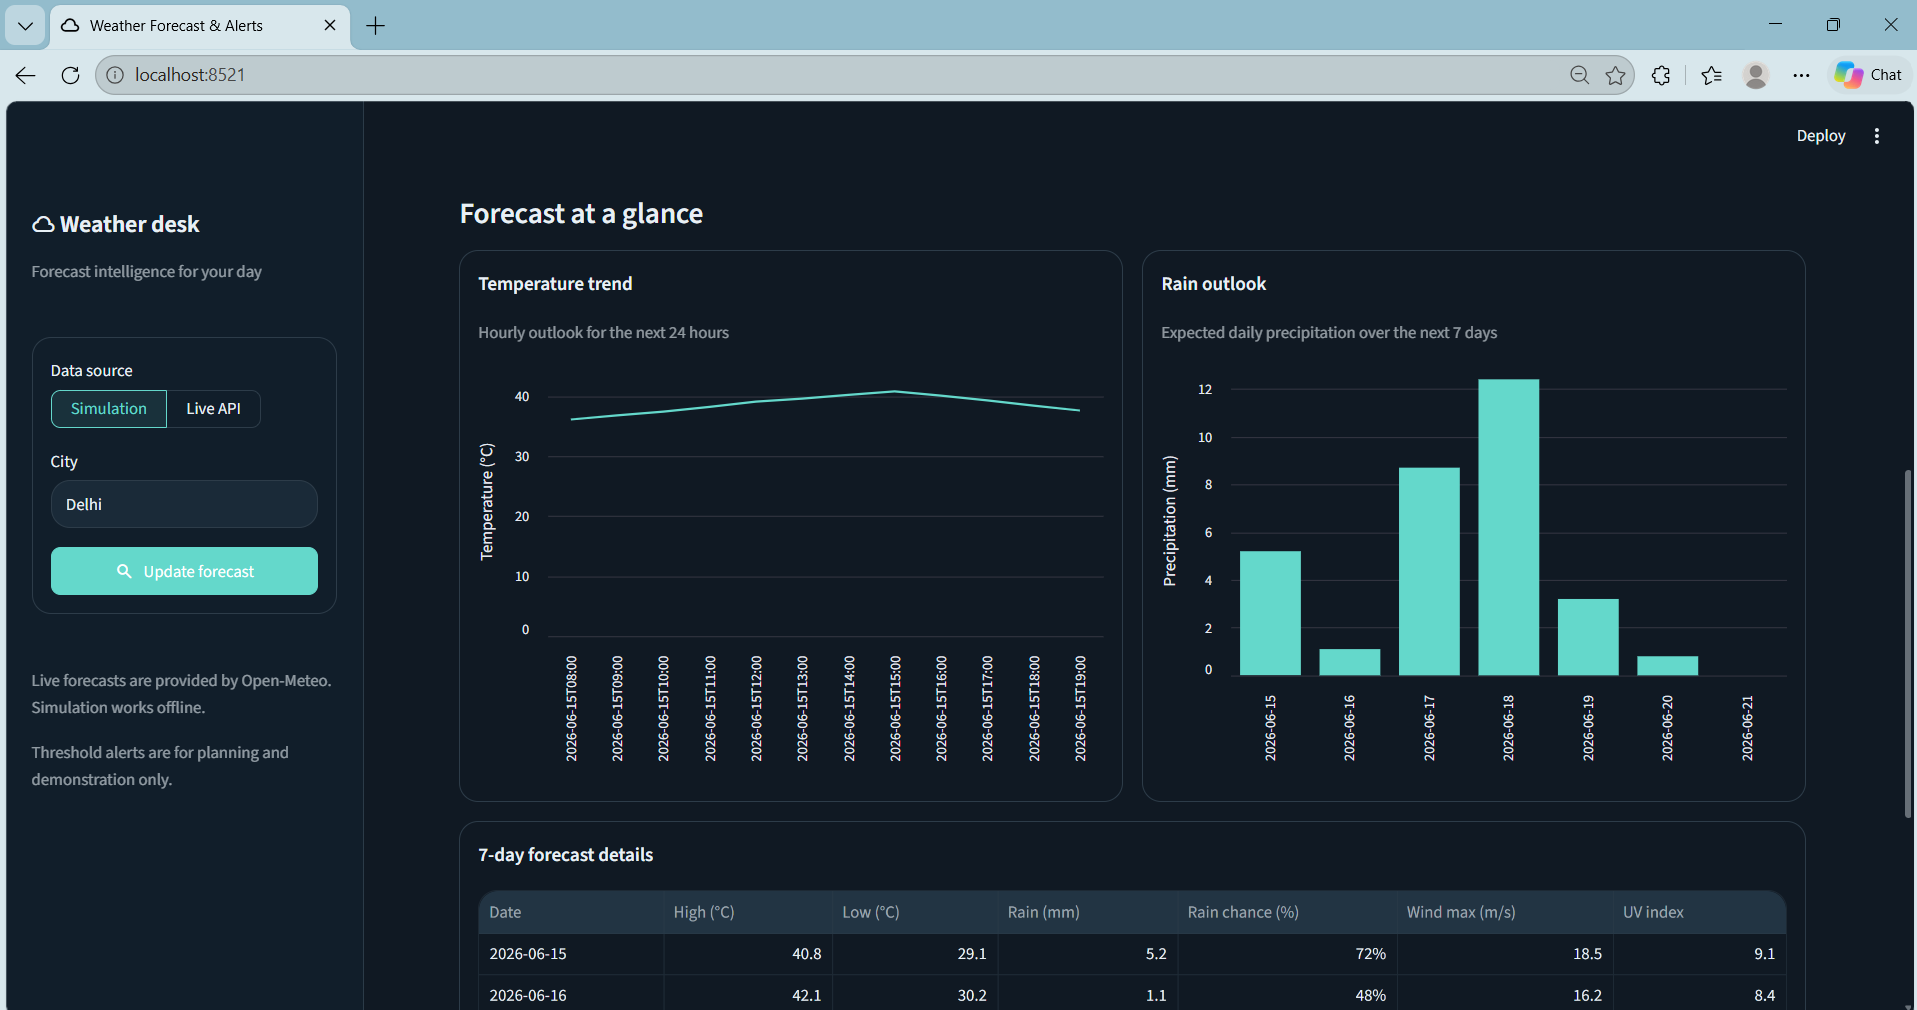 Weather Forecast & Alerts
localhost:8521
Chat
Deploy
Weather desk
Forecast intelligence for your day
Data source
Simulation Live API
City
Delhi
Update forecast
Live forecasts are provided by Open-Meteo.
Simulation works offline.
Threshold alerts are for planning and
demonstration only.
Forecast at a glance
Temperature trend
Hourly outlook for the next 24 hours
Temperature (°C)
40
30
20
10
0
2026-06-15T08:00
2026-06-15T09:00
2026-06-15T10:00
2026-06-15T11:00
2026-06-15T12:00
2026-06-15T13:00
2026-06-15T14:00
2026-06-15T15:00
2026-06-15T16:00
2026-06-15T17:00
2026-06-15T18:00
2026-06-15T19:00
Rain outlook
Expected daily precipitation over the next 7 days
Precipitation (mm)
12
10
8
6
4
2
0
2026-06-15
2026-06-16
2026-06-17
2026-06-18
2026-06-19
2026-06-20
2026-06-21
7-day forecast details
Date High (°C) Low (°C) Rain (mm) Rain chance (%) Wind max (m/s) UV index
2026-06-15 40.8 29.1 5.2 72% 18.5 9.1
2026-06-16 42.1 30.2 1.1 48% 16.2 8.4